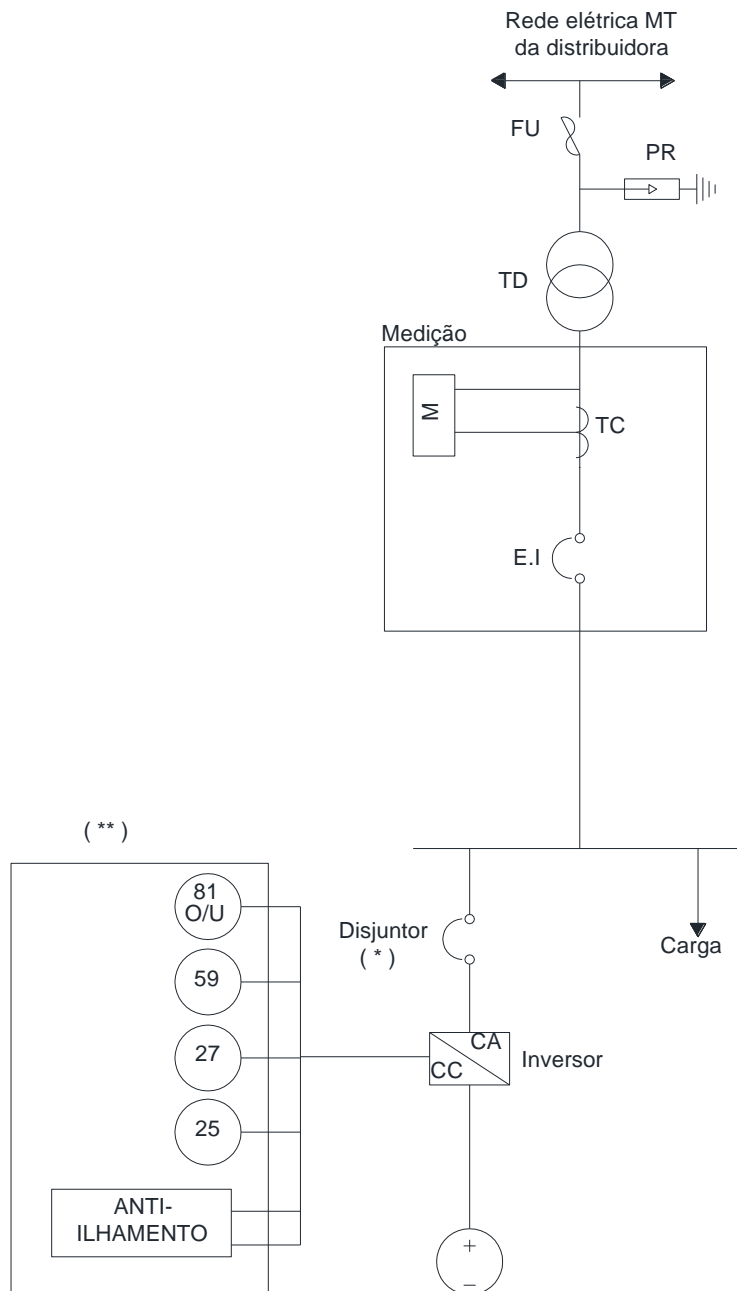 Rede elétrica MT
da distribuidora
FU
PR
TD
Medição
M
TC
E.I
( ** )
81
O/U
59
27
25
ANTI-
ILHAMENTO
Disjuntor
( * )
Carga
CA
CC
Inversor
+
–